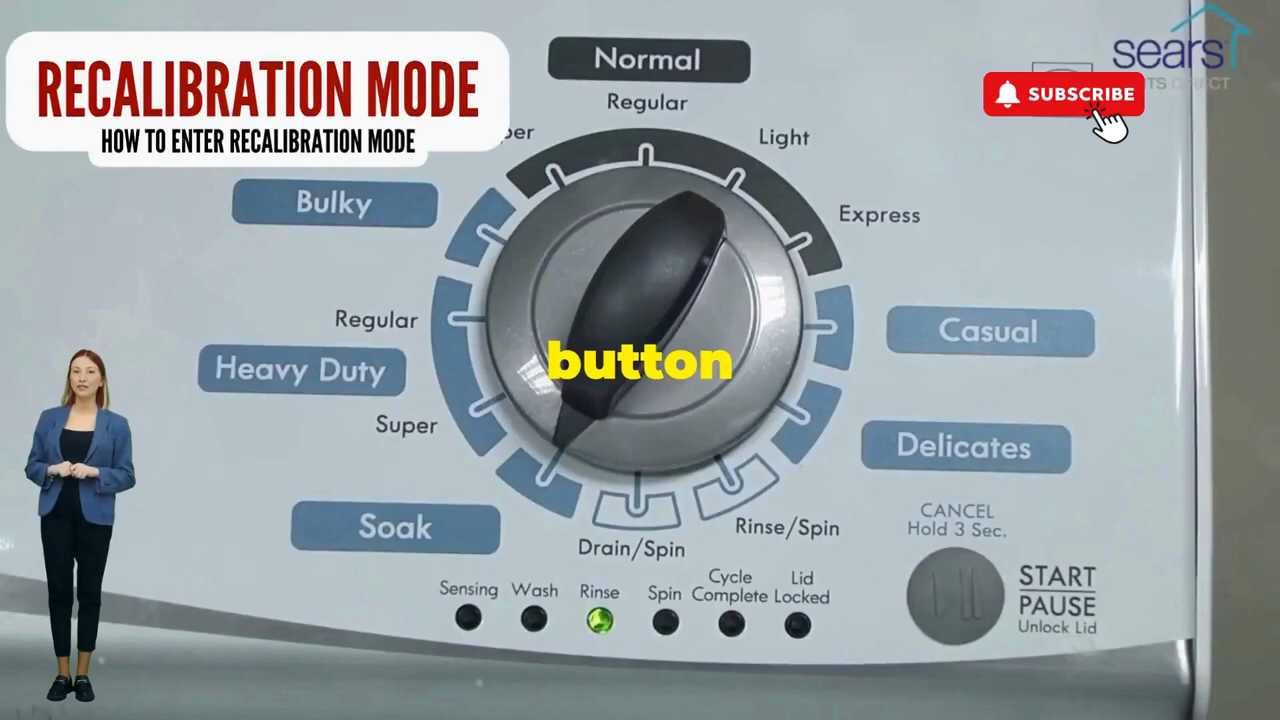 RECALIBRATION MODE
HOW TO ENTER RECALIBRATION MODE
sears
DIRECT
SUBSCRIBE
Normal
Regular
Light
Express
Bulky
Regular
Heavy Duty
Super
button
Casual
Delicates
Soak
Drain/Spin
Rinse/Spin
CANCEL
Hold 3 Sec.
START
PAUSE
Unlock Lid
Sensing
Wash
Rinse
Spin
Cycle
Complete
Lid
Locked